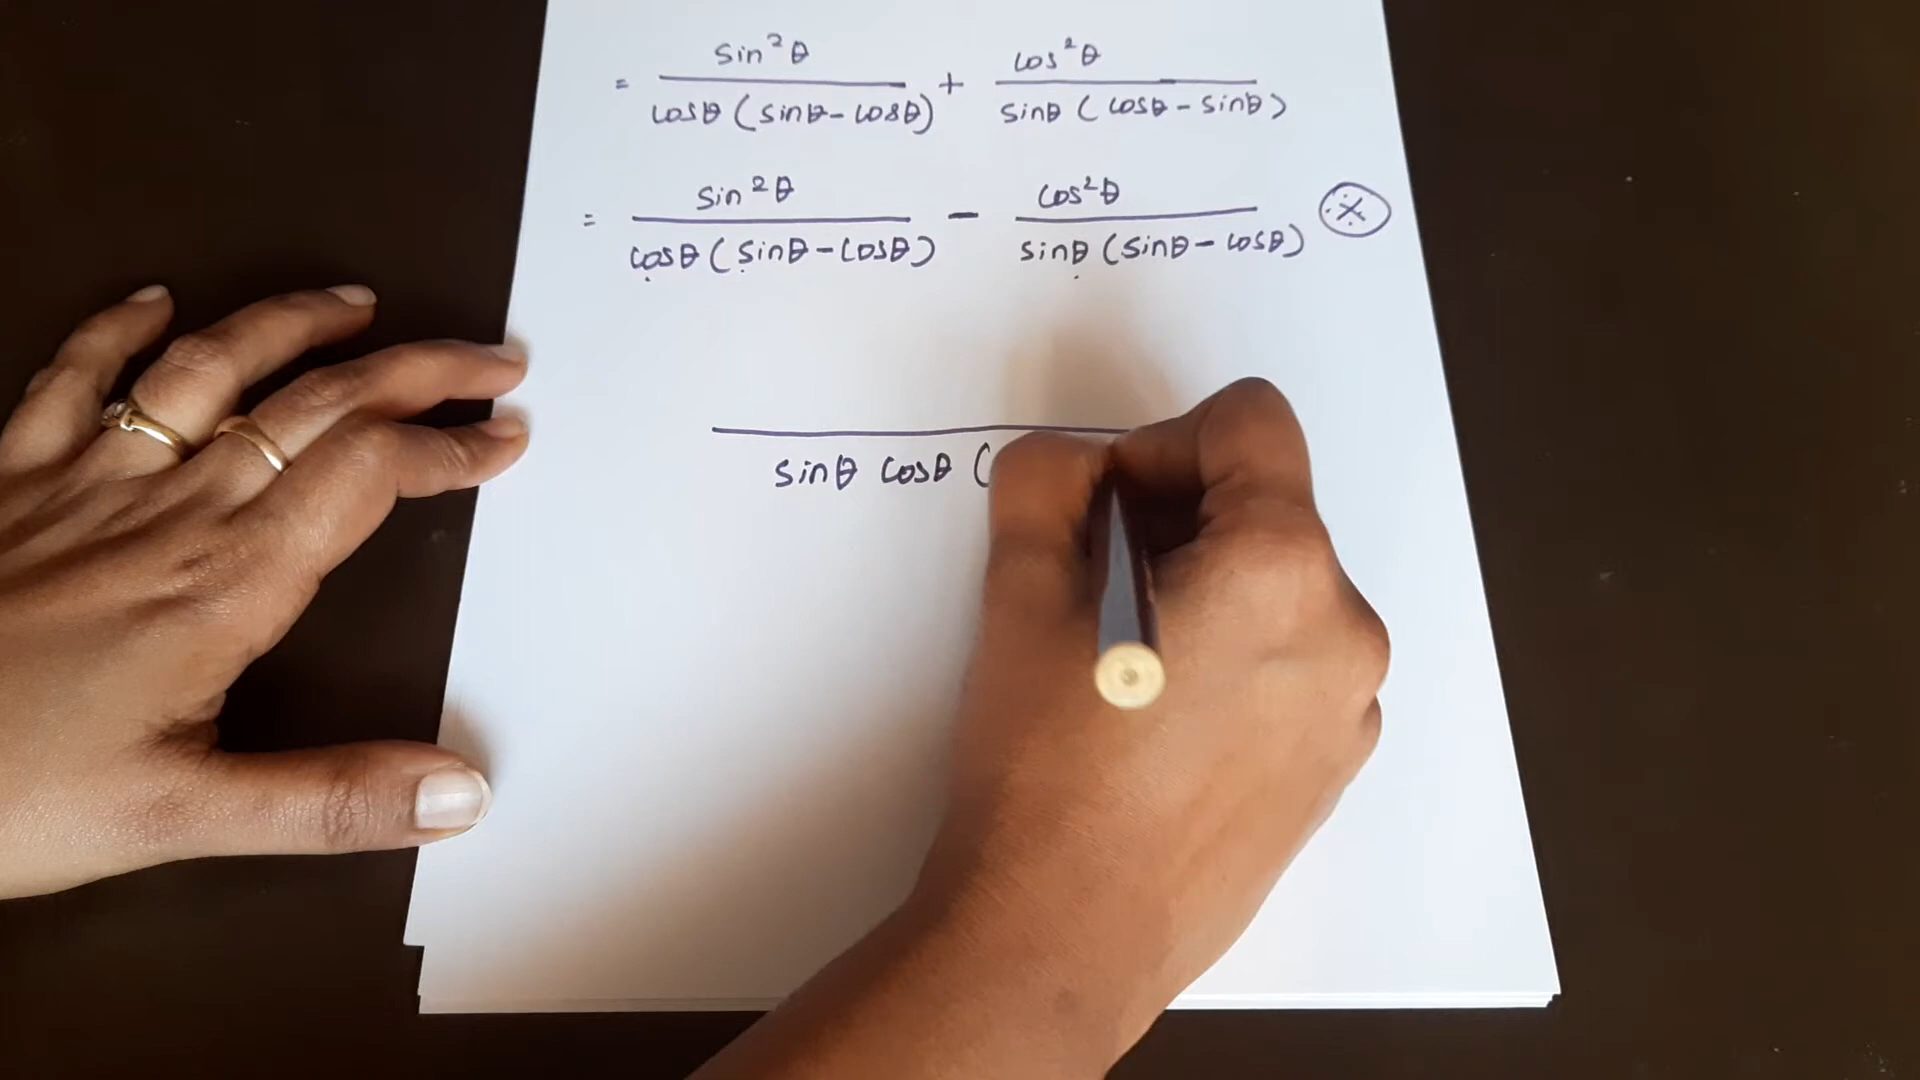 = sin²θ / cosθ (sinθ - cosθ) + cos²θ / sinθ (cosθ - sinθ)
= sin²θ / cosθ (sinθ - cosθ) - cos²θ / sinθ (sinθ - cosθ) ※
sinθ cosθ (